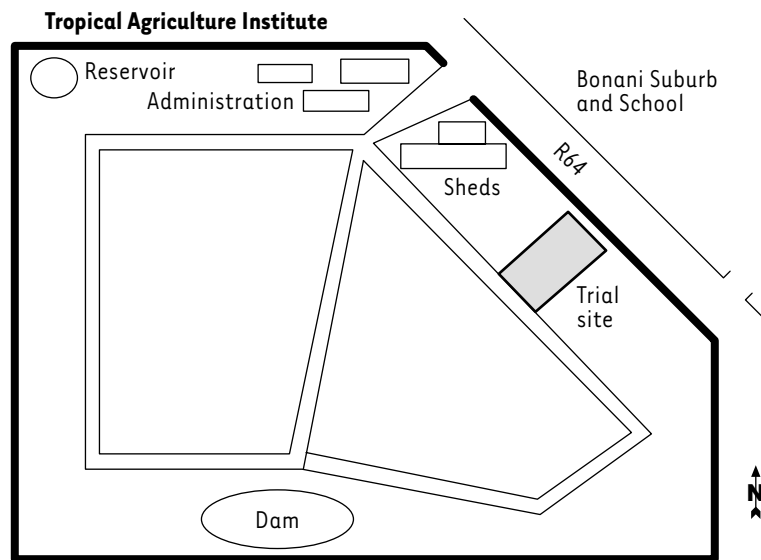 Tropical Agriculture Institute
Reservoir
Administration
Bonani Suburb
and School
R64
Sheds
Trial
site
Dam
N